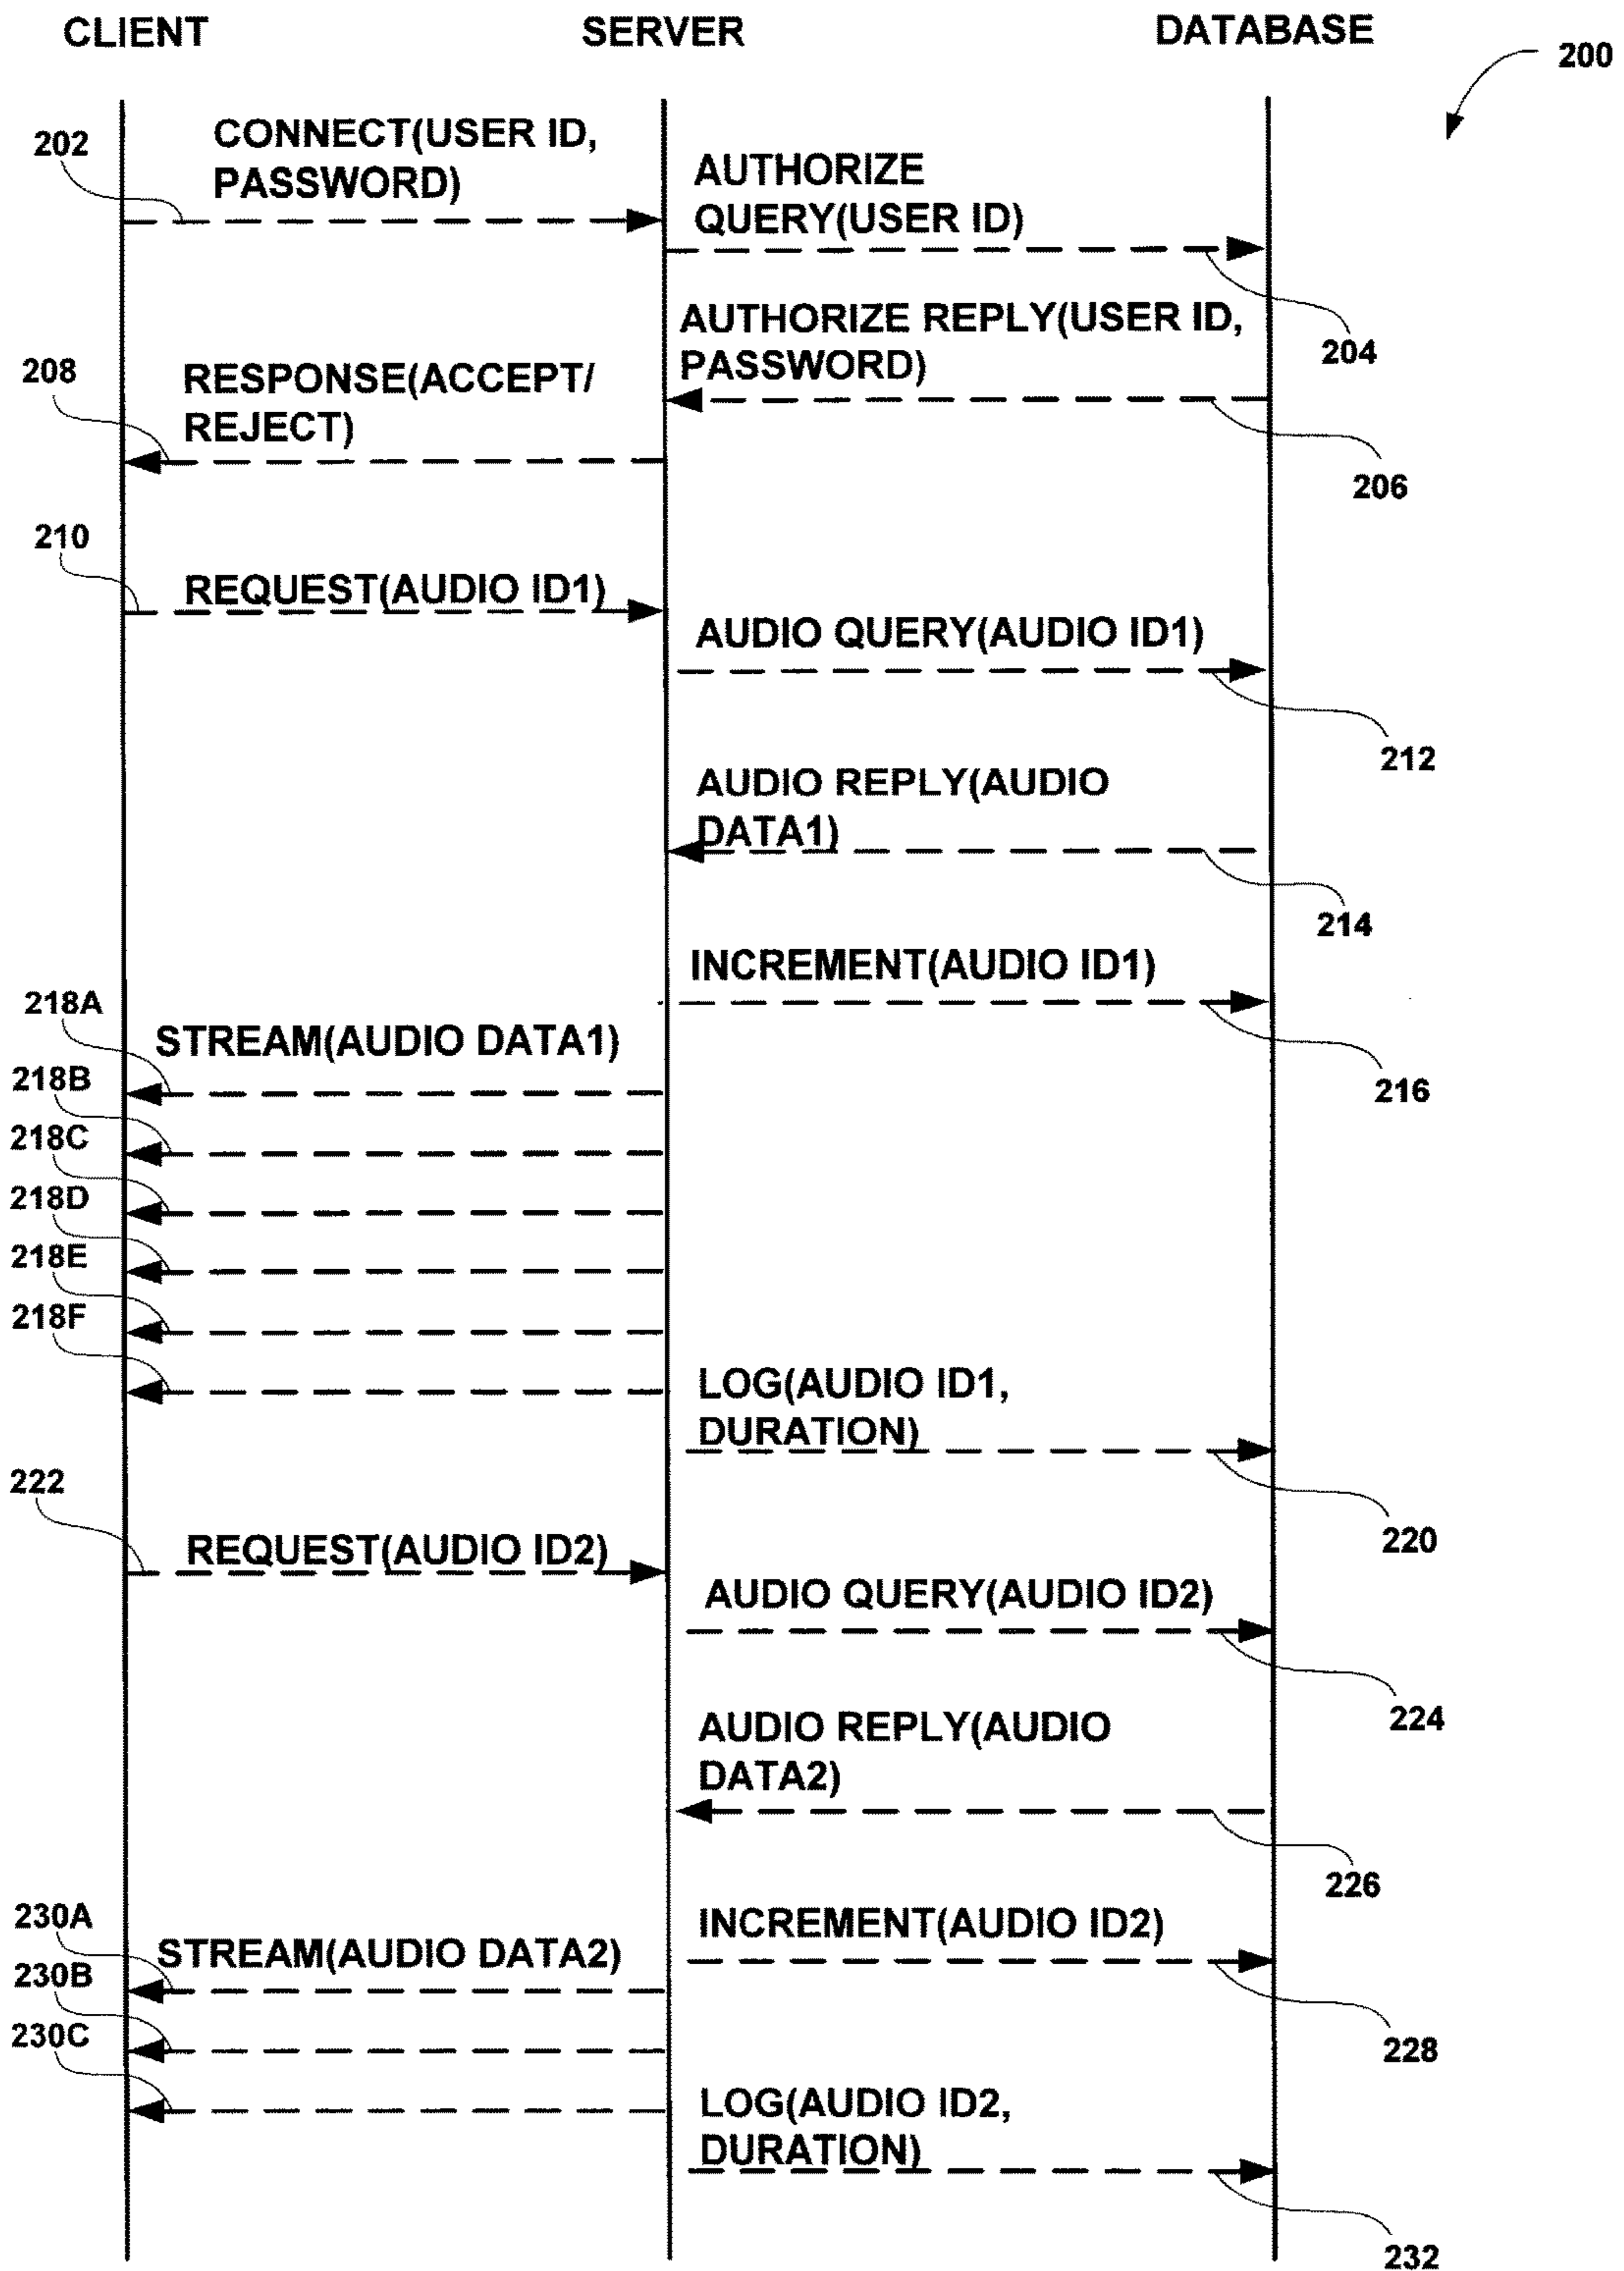 CLIENT
SERVER
DATABASE
200
202
CONNECT(USER ID,
PASSWORD)
AUTHORIZE
QUERY(USER ID)
204
AUTHORIZE REPLY(USER ID,
PASSWORD)
206
208
RESPONSE(ACCEPT/
REJECT)
210
REQUEST(AUDIO ID1)
AUDIO QUERY(AUDIO ID1)
212
AUDIO REPLY(AUDIO
DATA1)
214
INCREMENT(AUDIO ID1)
216
218A
STREAM(AUDIO DATA1)
218B
218C
218D
218E
218F
LOG(AUDIO ID1,
DURATION)
220
222
REQUEST(AUDIO ID2)
AUDIO QUERY(AUDIO ID2)
224
AUDIO REPLY(AUDIO
DATA2)
226
INCREMENT(AUDIO ID2)
228
230A
STREAM(AUDIO DATA2)
230B
230C
LOG(AUDIO ID2,
DURATION)
232